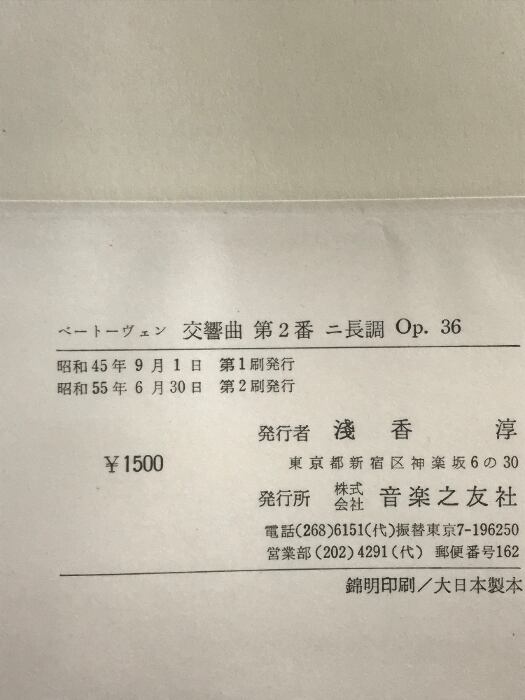 ベートーヴェン 交響曲 第2番 ニ長調 Op. 36
昭和45年 9月 1日 第1刷発行
昭和55年 6月30日 第2刷発行
発行者 淺香 淳
¥1500
東京都新宿区神楽坂6の30
発行所 株式会社 音楽之友社
電話(268)6151(代)振替東京7-196250
営業部(202)4291(代) 郵便番号162
錦明印刷/大日本製本